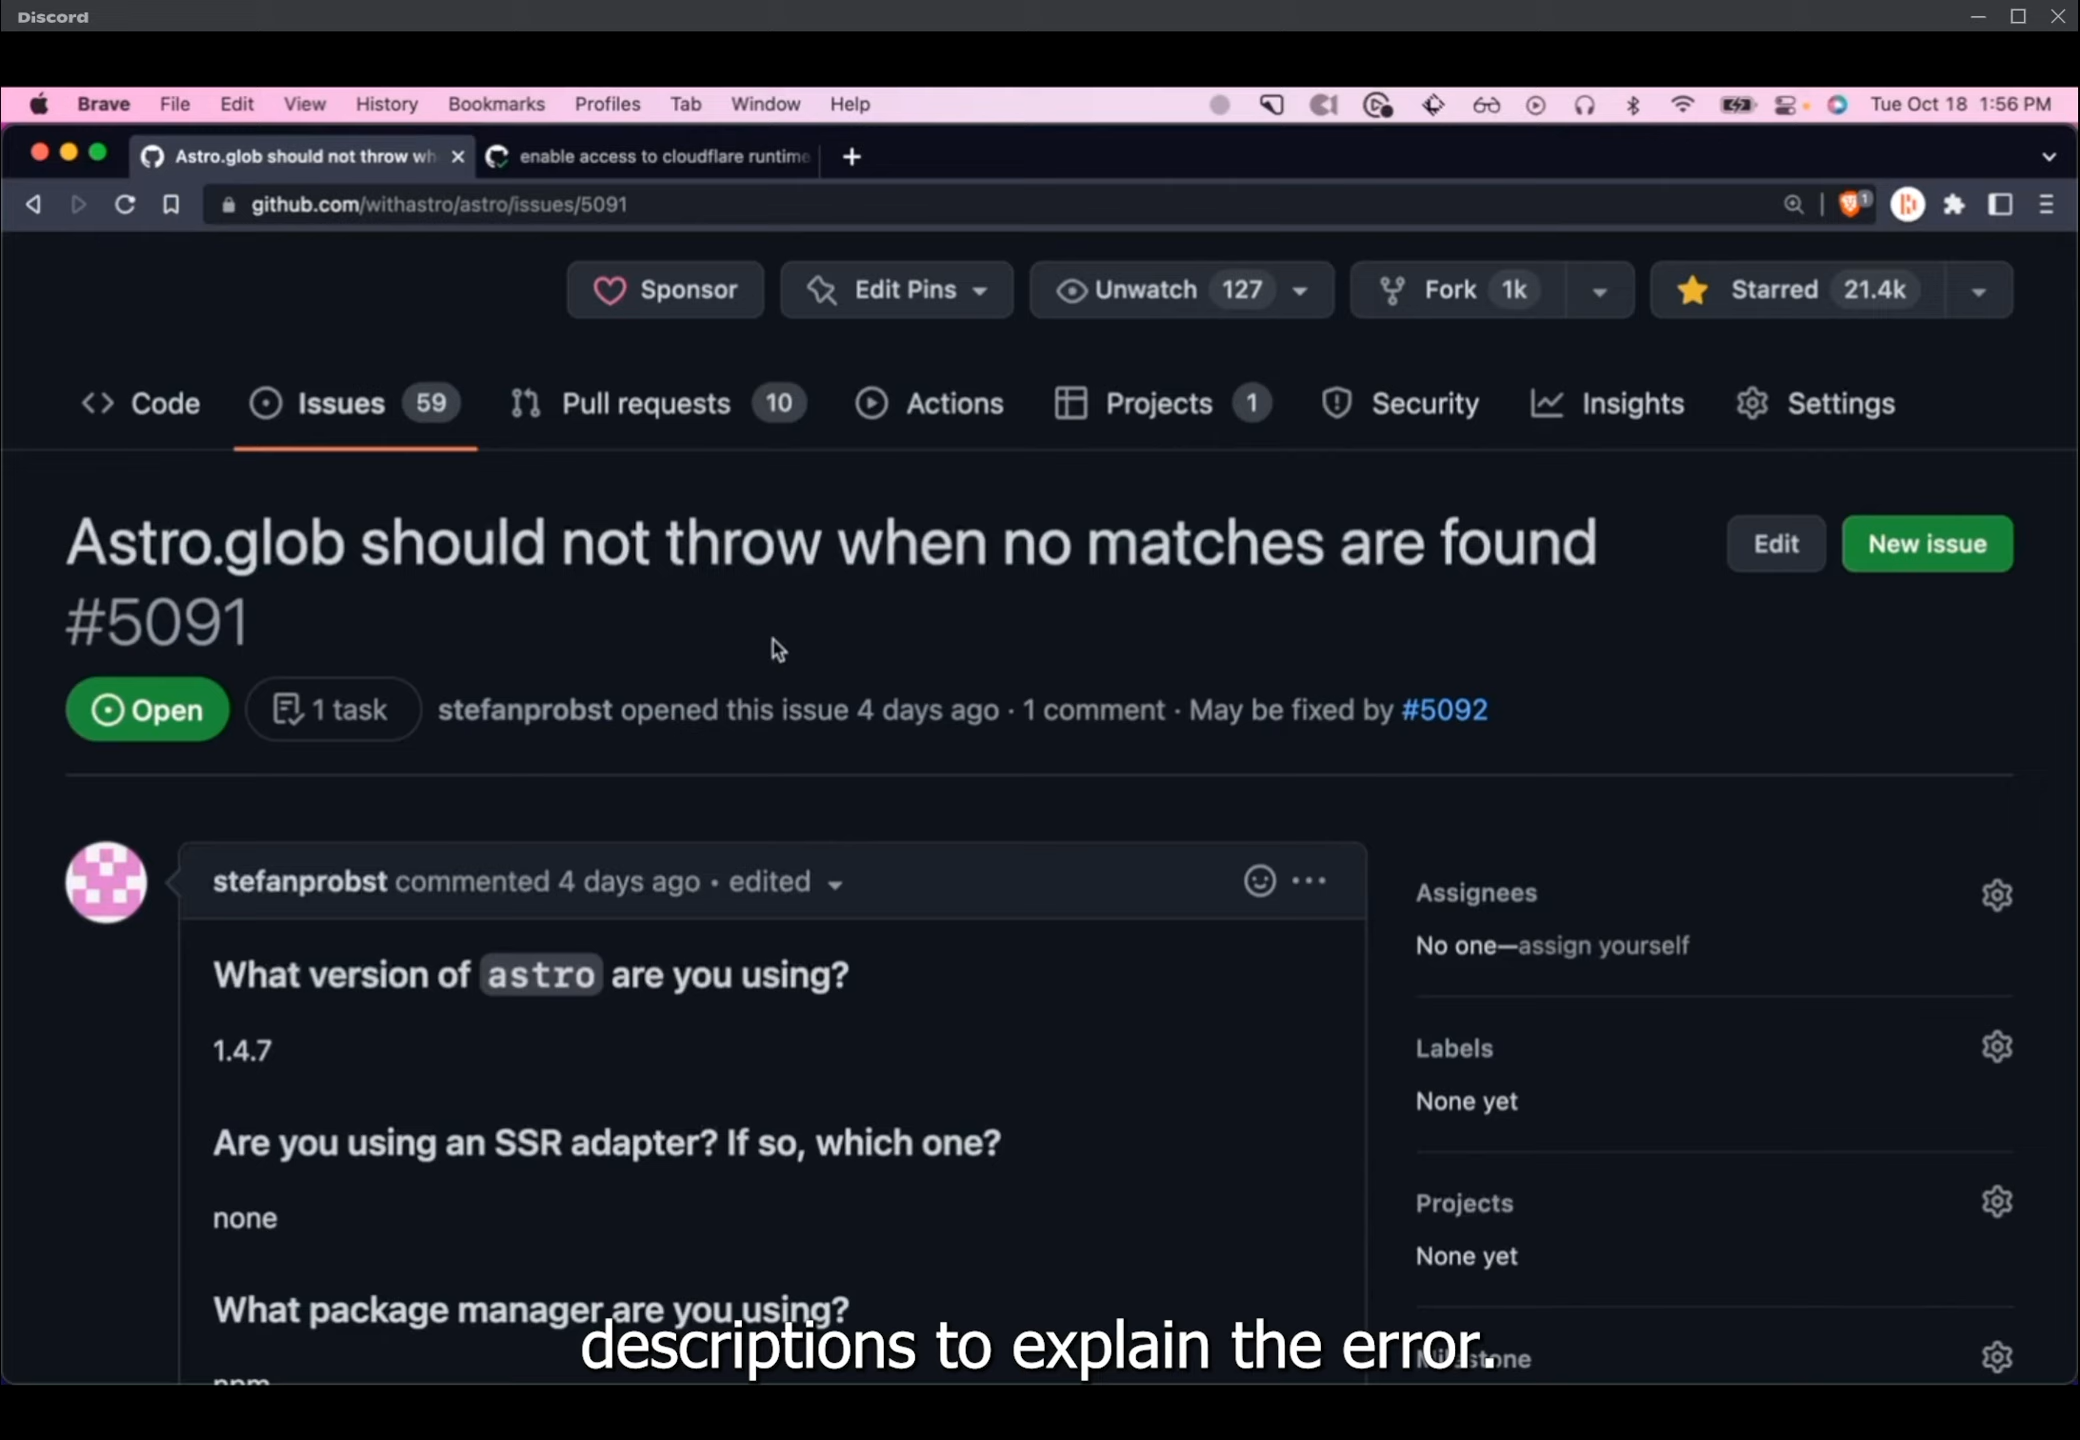 Discord
Brave File Edit View History Bookmarks Profiles Tab Window Help Tue Oct 18 1:56 PM
Astro.glob should not throw wh enable access to cloudflare runtime
github.com/withastro/astro/issues/5091 1
Sponsor Edit Pins Unwatch 127 Fork 1k Starred 21.4k
Code Issues 59 Pull requests 10 Actions Projects 1 Security Insights Settings
Astro.glob should not throw when no matches are found
#5091
Edit New issue
Open 1 task stefanprobst opened this issue 4 days ago · 1 comment · May be fixed by #5092
stefanprobst commented 4 days ago • edited
What version of astro are you using?
1.4.7
Are you using an SSR adapter? If so, which one?
none
What package manager are you using?
Assignees
No one—assign yourself
Labels
None yet
Projects
None yet
Milestone
descriptions to explain the error.